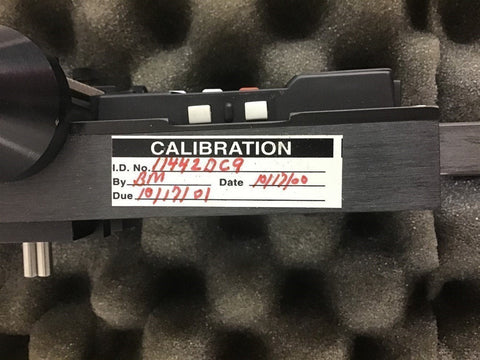 CALIBRATION
I.D. No. 11442DC9
By BM Date 10/17/00
Due 10/17/01